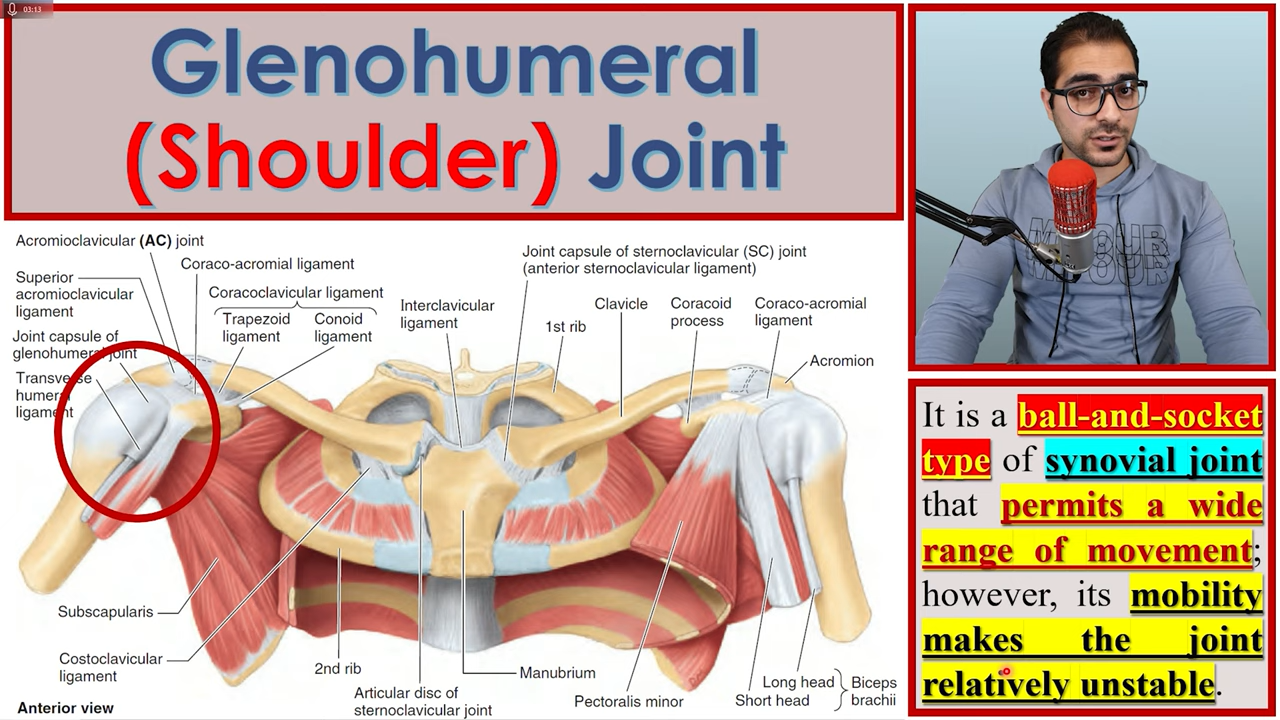 03:13
Glenohumeral
(Shoulder) Joint
Acromioclavicular (AC) joint
Superior
acromioclavicular
ligament
Joint capsule of
glenohumeral joint
Transverse
humeral
ligament
Coraco-acromial ligament
Coracoclavicular ligament
Trapezoid
ligament
Conoid
ligament
Interclavicular
ligament
Joint capsule of sternoclavicular (SC) joint
(anterior sternoclavicular ligament)
1st rib
Clavicle
Coracoid
process
Coraco-acromial
ligament
Acromion
Subscapularis
Costoclavicular
ligament
2nd rib
Articular disc of
sternoclavicular joint
Manubrium
Pectoralis minor
Long head
Short head
Biceps
brachii
Anterior view
It is a ball-and-socket
type of synovial joint
that permits a wide
range of movement;
however, its mobility
makes the joint
relatively unstable.